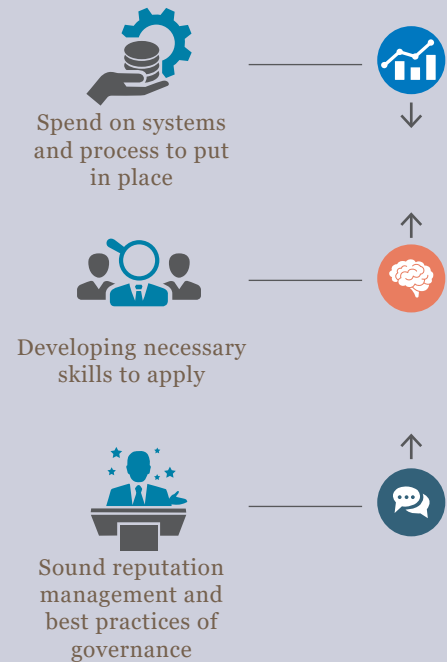 Spend on systems
and process to put
in place
Developing necessary
skills to apply
Sound reputation
management and
best practices of
governance